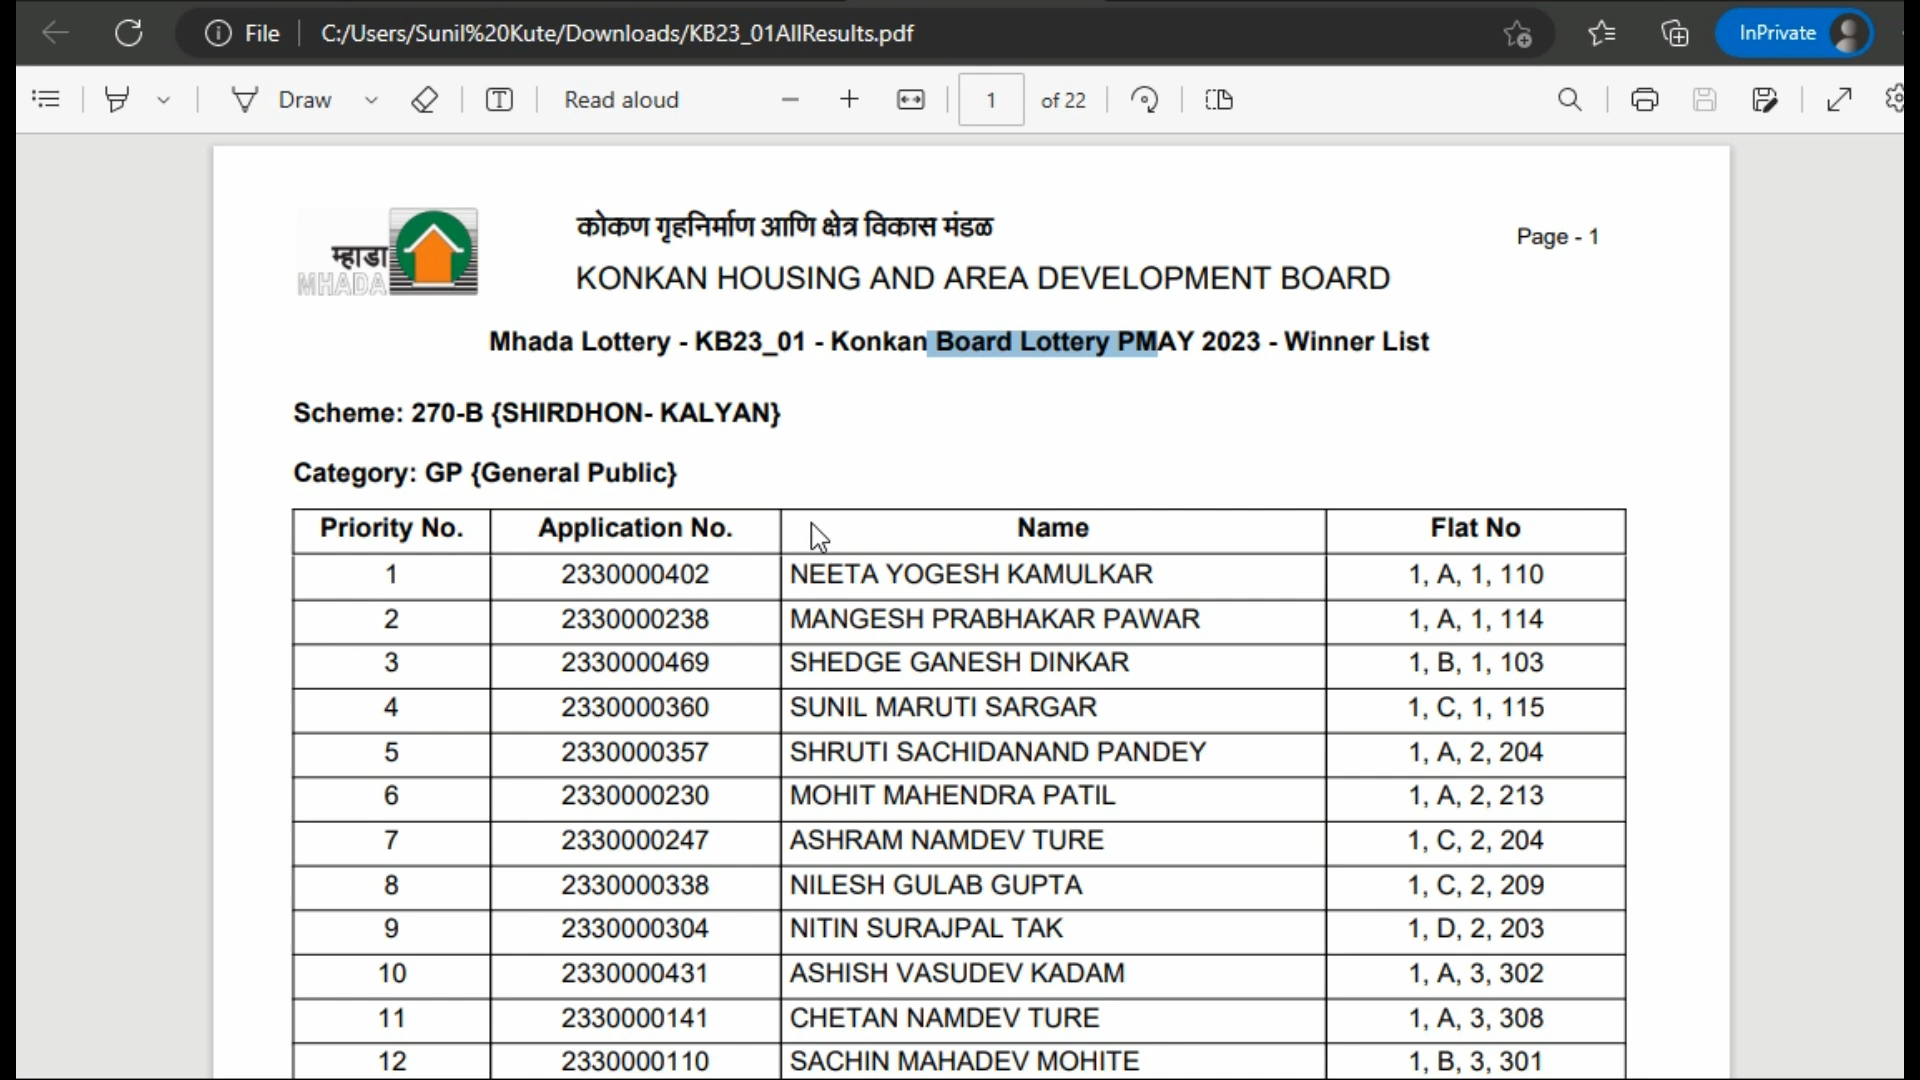 File C:/Users/Sunil%20Kute/Downloads/KB23_01AllResults.pdf InPrivate
Draw Read aloud 1 of 22
म्हाडा
MHADA
कोकण गृहनिर्माण आणि क्षेत्र विकास मंडळ
Page - 1
KONKAN HOUSING AND AREA DEVELOPMENT BOARD
Mhada Lottery - KB23_01 - Konkan Board Lottery PMAY 2023 - Winner List
Scheme: 270-B {SHIRDHON- KALYAN}
Category: GP {General Public}
Priority No. Application No. Name Flat No
1 2330000402 NEETA YOGESH KAMULKAR 1, A, 1, 110
2 2330000238 MANGESH PRABHAKAR PAWAR 1, A, 1, 114
3 2330000469 SHEDGE GANESH DINKAR 1, B, 1, 103
4 2330000360 SUNIL MARUTI SARGAR 1, C, 1, 115
5 2330000357 SHRUTI SACHIDANAND PANDEY 1, A, 2, 204
6 2330000230 MOHIT MAHENDRA PATIL 1, A, 2, 213
7 2330000247 ASHRAM NAMDEV TURE 1, C, 2, 204
8 2330000338 NILESH GULAB GUPTA 1, C, 2, 209
9 2330000304 NITIN SURAJPAL TAK 1, D, 2, 203
10 2330000431 ASHISH VASUDEV KADAM 1, A, 3, 302
11 2330000141 CHETAN NAMDEV TURE 1, A, 3, 308
12 2330000110 SACHIN MAHADEV MOHITE 1, B, 3, 301